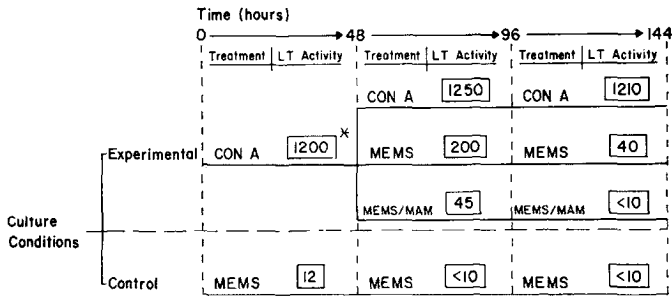 Time (hours)
0 48 96 144
Treatment LT Activity Treatment LT Activity Treatment LT Activity
CON A 1250 CON A 1210
Experimental CON A 1200 * MEMS 200 MEMS 40
MEMS/MAM 45 MEMS/MAM <10
Culture
Conditions
Control MEMS 12 MEMS <10 MEMS <10